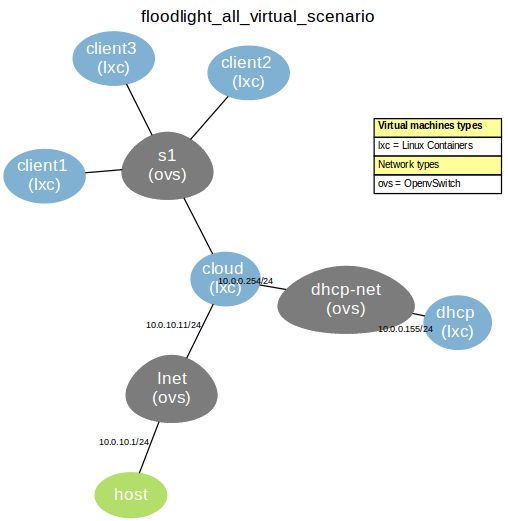 floodlight_all_virtual_scenario
client3
(lxc)
client2
(lxc)
Virtual machines types
lxc = Linux Containers
Network types
ovs = OpenvSwitch
s1
(ovs)
client1
(lxc)
cloud
(lxc)
10.0.0.254/24
dhcp-net
(ovs)
dhcp
(lxc)
10.0.0.155/24
10.0.10.11/24
lnet
(ovs)
10.0.10.1/24
host